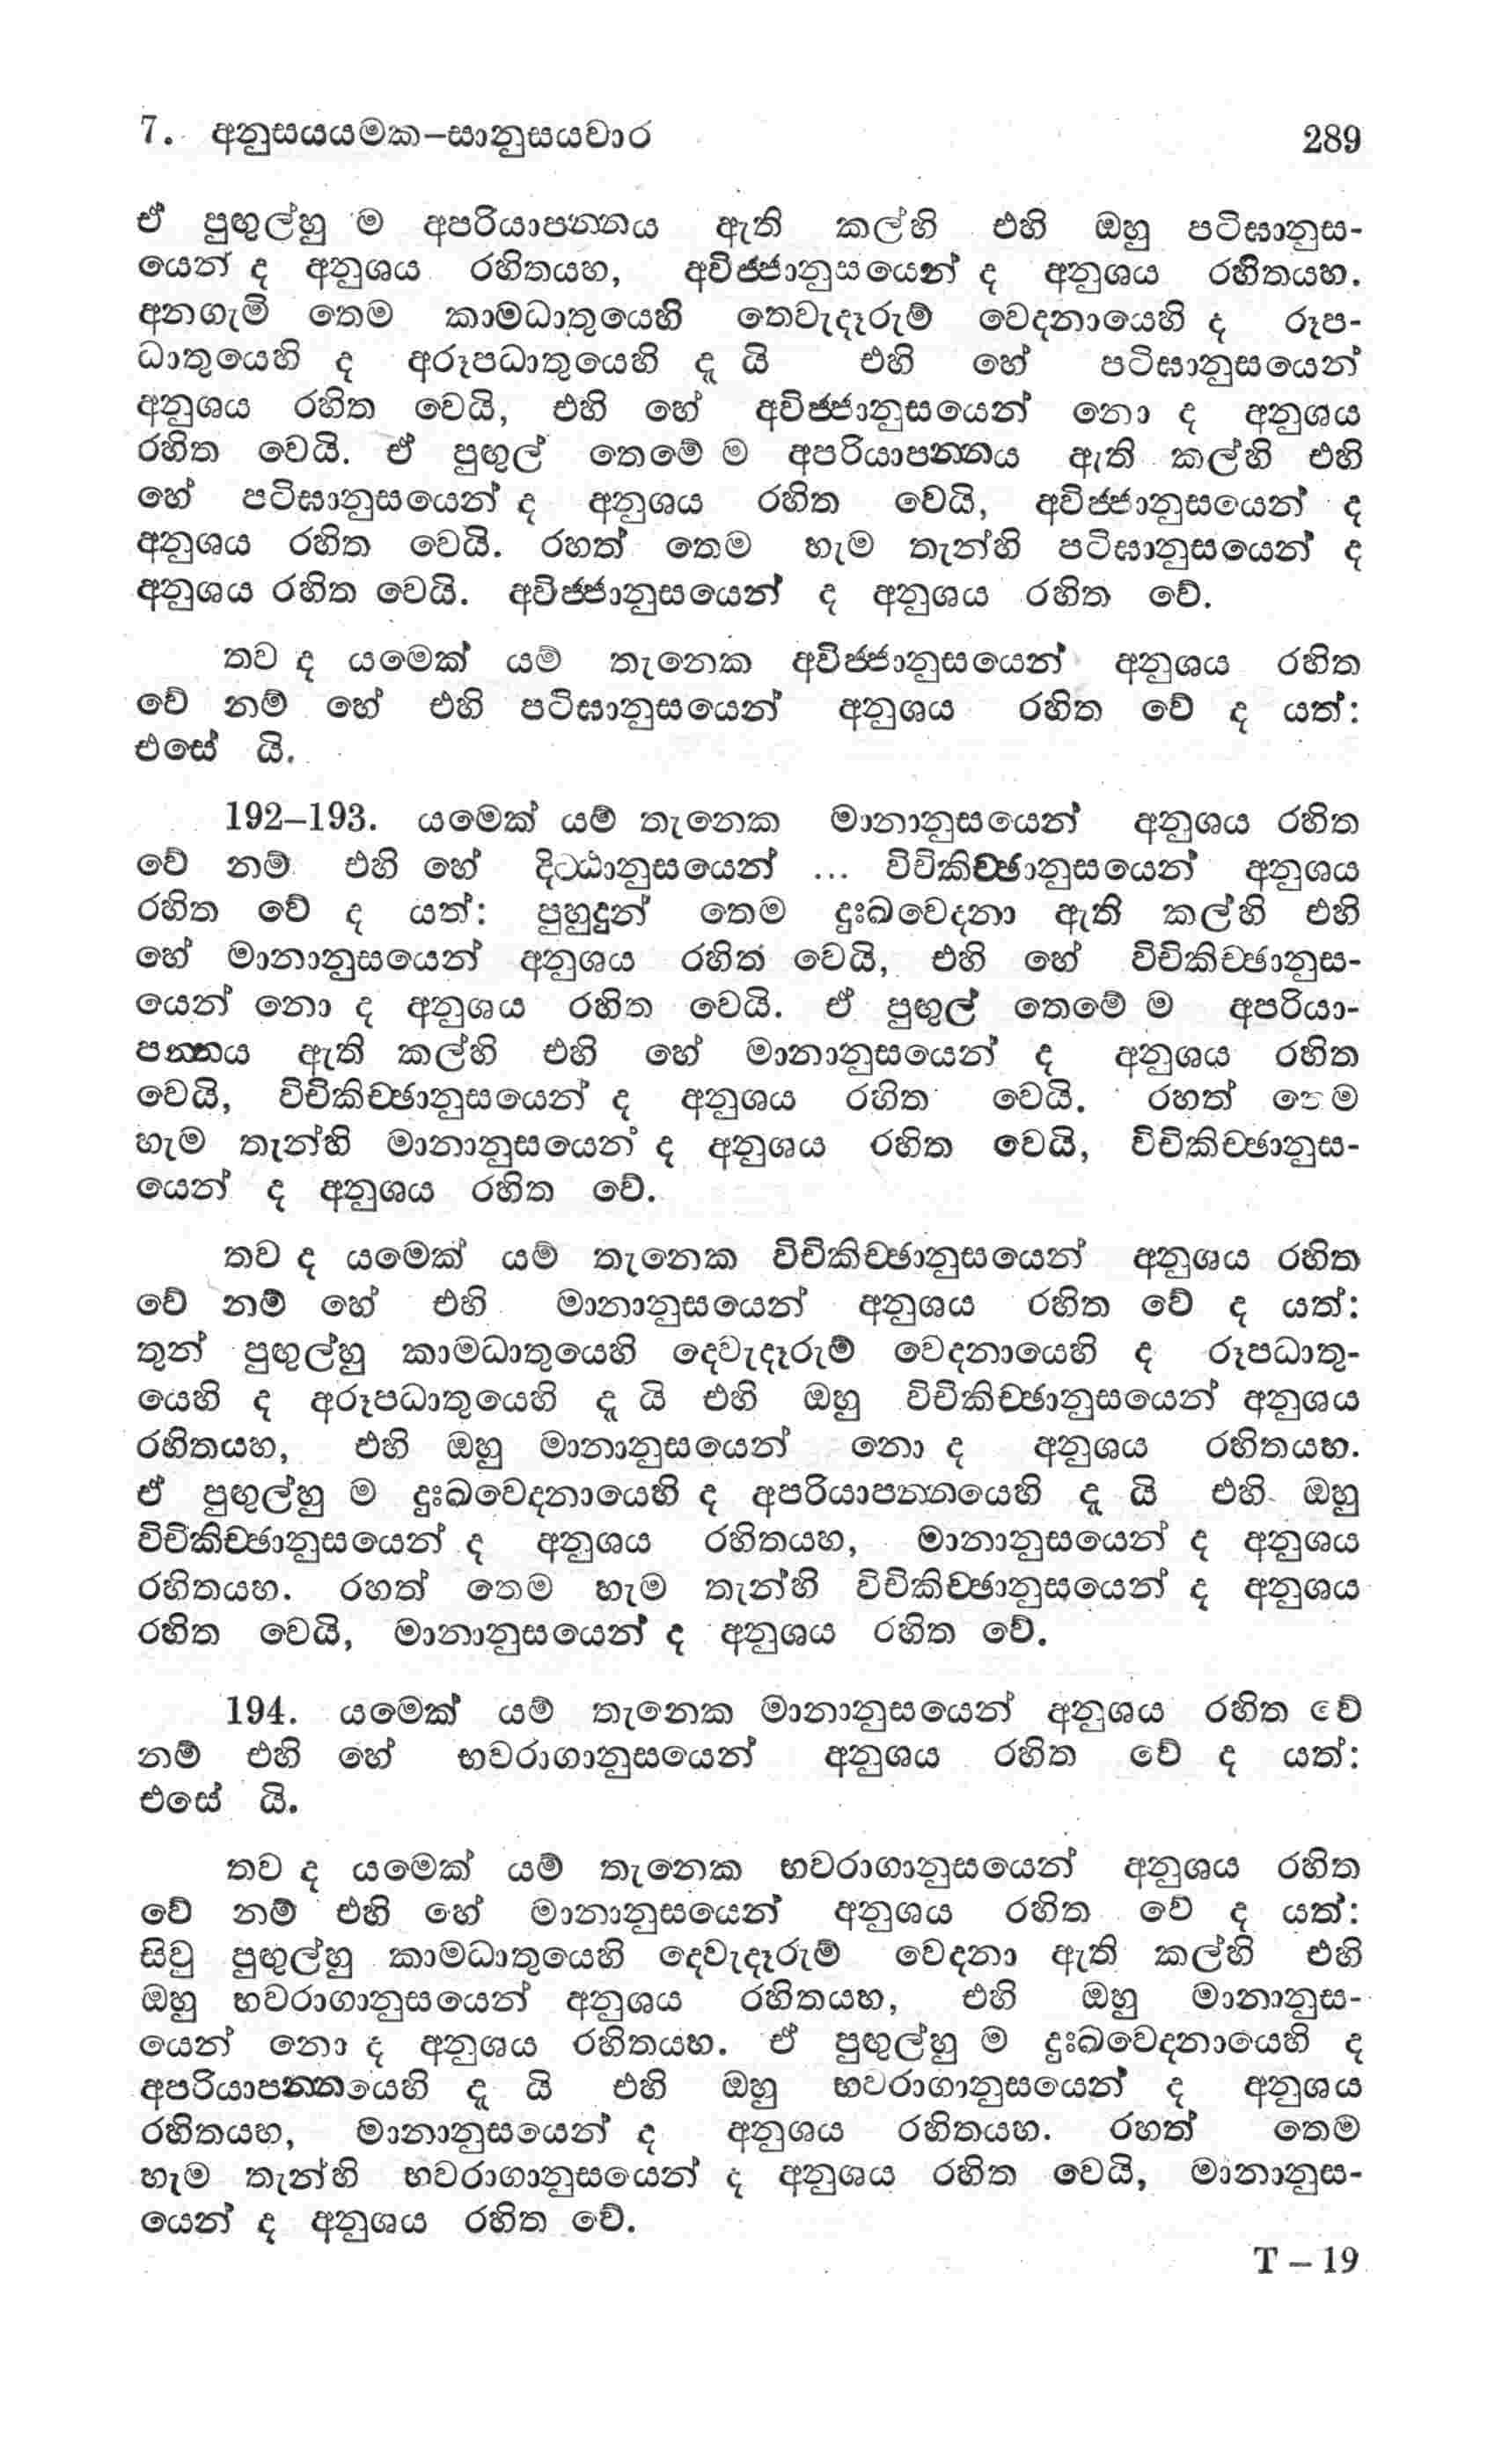 7. අනුසයයමක–සානුසයවාර 289
ඒ පුඟුල්හු ම අපරියාපන්නය ඇති කල්හි එහි ඔහු පටිඝානුස-
යෙන් ද අනුශය රහිතයහ, අවිජ්ජානුසයෙන් ද අනුශය රහිතයහ.
අනගැමි තෙම කාමධාතුයෙහි තෙවැදෑරුම් වෙදනායෙහි ද රූප-
ධාතුයෙහි ද අරූපධාතුයෙහි දැ යි එහි හේ පටිඝානුසයෙන්
අනුශය රහිත වෙයි, එහි හේ අවිජ්ජානුසයෙන් නො ද අනුශය
රහිත වෙයි. ඒ පුඟුල් තෙමේ ම අපරියාපන්නය ඇති කල්හි එහි
හේ පටිඝානුසයෙන් ද අනුශය රහිත වෙයි, අවිජ්ජානුසයෙන් ද
අනුශය රහිත වෙයි. රහත් තෙම හැම තැන්හි පටිඝානුසයෙන් ද
අනුශය රහිත වෙයි. අවිජ්ජානුසයෙන් ද අනුශය රහිත වේ.
තව ද යමෙක් යම් තැනෙක අවිජ්ජානුසයෙන් අනුශය රහිත
වේ නම් හේ එහි පටිඝානුසයෙන් අනුශය රහිත වේ ද යත්:
එසේ යි.
192–193. යමෙක් යම් තැනෙක මානානුසයෙන් අනුශය රහිත
වේ නම් එහි හේ දිට්ඨානුසයෙන් ... විචිකිච්ඡානුසයෙන් අනුශය
රහිත වේ ද යත්: පුහුදුන් තෙම දුඃඛවෙදනා ඇති කල්හි එහි
හේ මානානුසයෙන් අනුශය රහිත වෙයි, එහි හේ විචිකිච්ඡානුස-
යෙන් නො ද අනුශය රහිත වෙයි. ඒ පුඟුල් තෙමේ ම අපරියා-
පන්නය ඇති කල්හි එහි හේ මානානුසයෙන් ද අනුශය රහිත
වෙයි, විචිකිච්ඡානුසයෙන් ද අනුශය රහිත වෙයි. රහත් තෙම
හැම තැන්හි මානානුසයෙන් ද අනුශය රහිත වෙයි, විචිකිච්ඡානුස-
යෙන් ද අනුශය රහිත වේ.
තව ද යමෙක් යම් තැනෙක විචිකිච්ඡානුසයෙන් අනුශය රහිත
වේ නම් හේ එහි මානානුසයෙන් අනුශය රහිත වේ ද යත්:
තුන් පුඟුල්හු කාමධාතුයෙහි දෙවැදෑරුම් වෙදනායෙහි ද රූපධාතු-
යෙහි ද අරූපධාතුයෙහි දැ යි එහි ඔහු විචිකිච්ඡානුසයෙන් අනුශය
රහිතයහ, එහි ඔහු මානානුසයෙන් නො ද අනුශය රහිතයහ.
ඒ පුඟුල්හු ම දුඃඛවෙදනායෙහි ද අපරියාපන්නයෙහි දැ යි එහි ඔහු
විචිකිච්ඡානුසයෙන් ද අනුශය රහිතයහ, මානානුසයෙන් ද අනුශය
රහිතයහ. රහත් තෙම හැම තැන්හි විචිකිච්ඡානුසයෙන් ද අනුශය
රහිත වෙයි, මානානුසයෙන් ද අනුශය රහිත වේ.
194. යමෙක් යම් තැනෙක මානානුසයෙන් අනුශය රහිත වේ
නම් එහි හේ භවරාගානුසයෙන් අනුශය රහිත වේ ද යත්:
එසේ යි.
තව ද යමෙක් යම් තැනෙක භවරාගානුසයෙන් අනුශය රහිත
වේ නම් එහි හේ මානානුසයෙන් අනුශය රහිත වේ ද යත්:
සිවු පුඟුල්හු කාමධාතුයෙහි දෙවැදෑරුම් වෙදනා ඇති කල්හි එහි
ඔහු භවරාගානුසයෙන් අනුශය රහිතයහ, එහි ඔහු මානානුස-
යෙන් නො ද අනුශය රහිතයහ. ඒ පුඟුල්හු ම දුඃඛවෙදනායෙහි ද
අපරියාපන්නයෙහි දැ යි එහි ඔහු භවරාගානුසයෙන් ද අනුශය
රහිතයහ, මානානුසයෙන් ද අනුශය රහිතයහ. රහත් තෙම
හැම තැන්හි භවරාගානුසයෙන් ද අනුශය රහිත වෙයි, මානානුස-
යෙන් ද අනුශය රහිත වේ.
T – 19